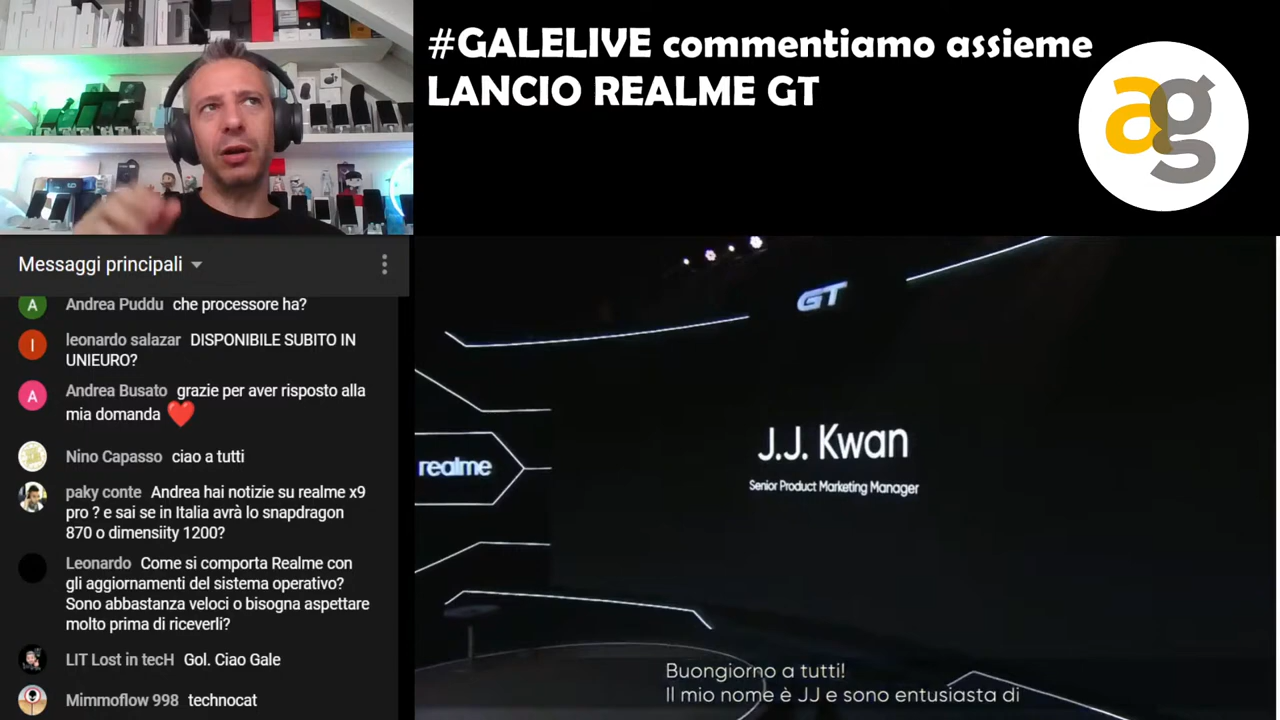 #GALELIVE commentiamo assieme
LANCIO REALME GT
ag
Messaggi principali
A Andrea Puddu che processore ha?
l leonardo salazar DISPONIBILE SUBITO IN
UNIEURO?
A Andrea Busato grazie per aver risposto alla
mia domanda ❤️
Nino Capasso ciao a tutti
paky conte Andrea hai notizie su realme x9
pro ? e sai se in Italia avrà lo snapdragon
870 o dimensiity 1200?
Leonardo Come si comporta Realme con
gli aggiornamenti del sistema operativo?
Sono abbastanza veloci o bisogna aspettare
molto prima di riceverli?
LIT Lost in tecH Gol. Ciao Gale
Mimmoflow 998 technocat
GT
J.J. Kwan
Senior Product Marketing Manager
realme
Buongiorno a tutti!
Il mio nome è JJ e sono entusiasta di